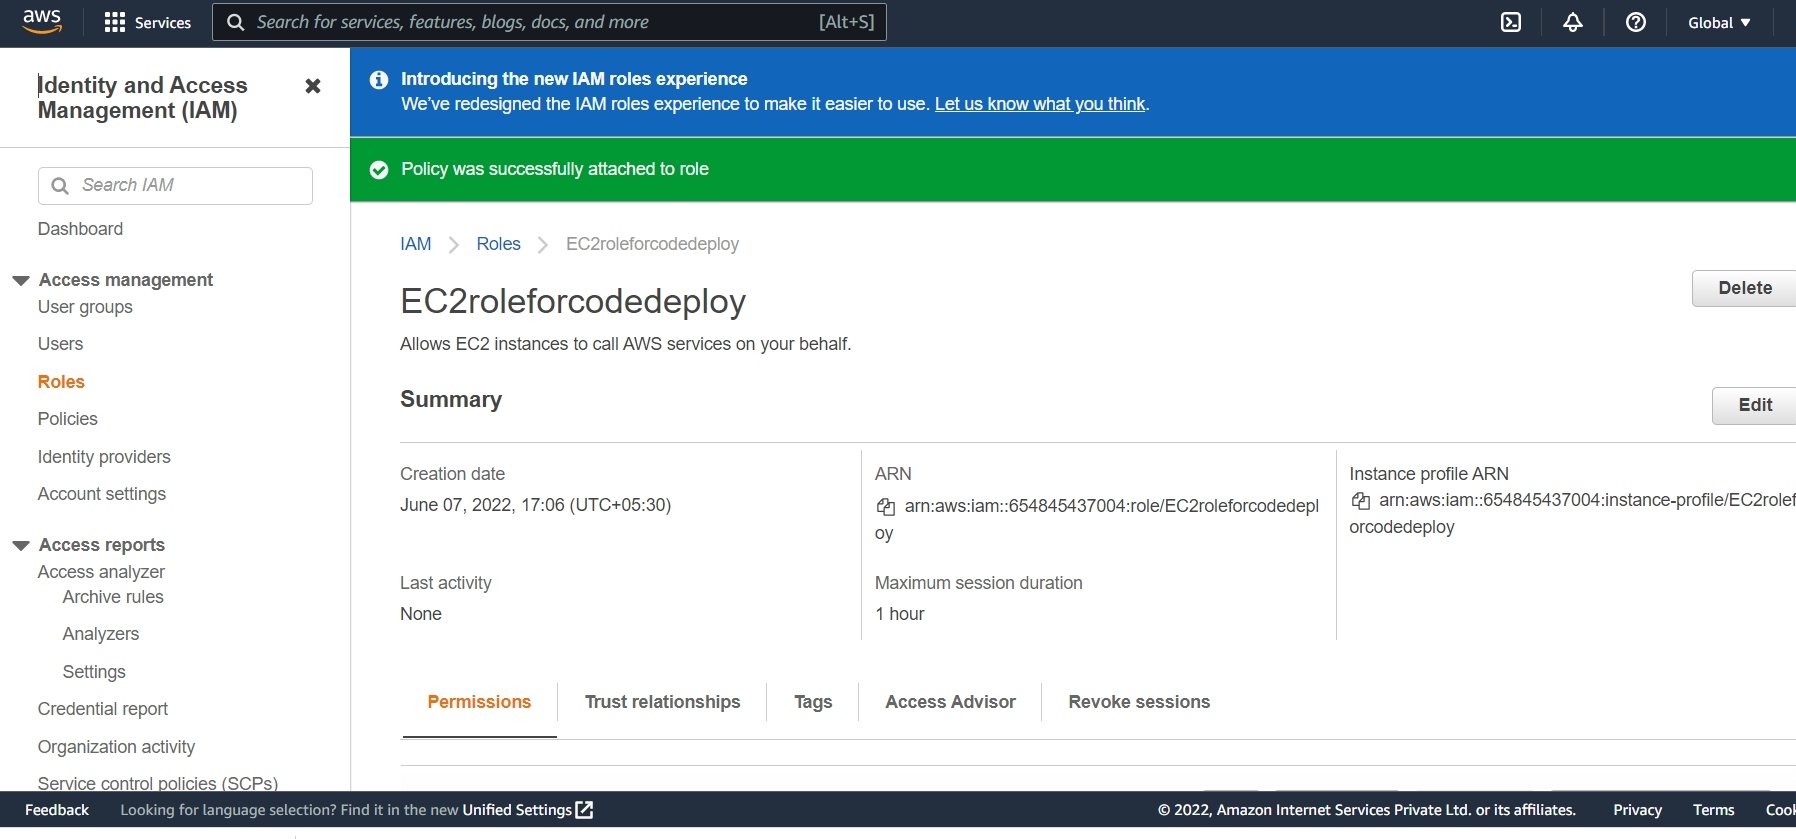 aws
Services
Search for services, features, blogs, docs, and more
[Alt+S]
Global
Identity and Access
Management (IAM)
Search IAM
Dashboard
Access management
User groups
Users
Roles
Policies
Identity providers
Account settings
Access reports
Access analyzer
Archive rules
Analyzers
Settings
Credential report
Organization activity
Service control policies (SCPs)
Introducing the new IAM roles experience
We've redesigned the IAM roles experience to make it easier to use. Let us know what you think.
Policy was successfully attached to role
IAM
Roles
EC2roleforcodedeploy
EC2roleforcodedeploy
Delete
Allows EC2 instances to call AWS services on your behalf.
Summary
Edit
Creation date
June 07, 2022, 17:06 (UTC+05:30)
ARN
arn:aws:iam::654845437004:role/EC2roleforcodedepl
oy
Instance profile ARN
arn:aws:iam::654845437004:instance-profile/EC2rolef
orcodedeploy
Last activity
None
Maximum session duration
1 hour
Permissions
Trust relationships
Tags
Access Advisor
Revoke sessions
Feedback
Looking for language selection? Find it in the new Unified Settings
© 2022, Amazon Internet Services Private Ltd. or its affiliates.
Privacy
Terms